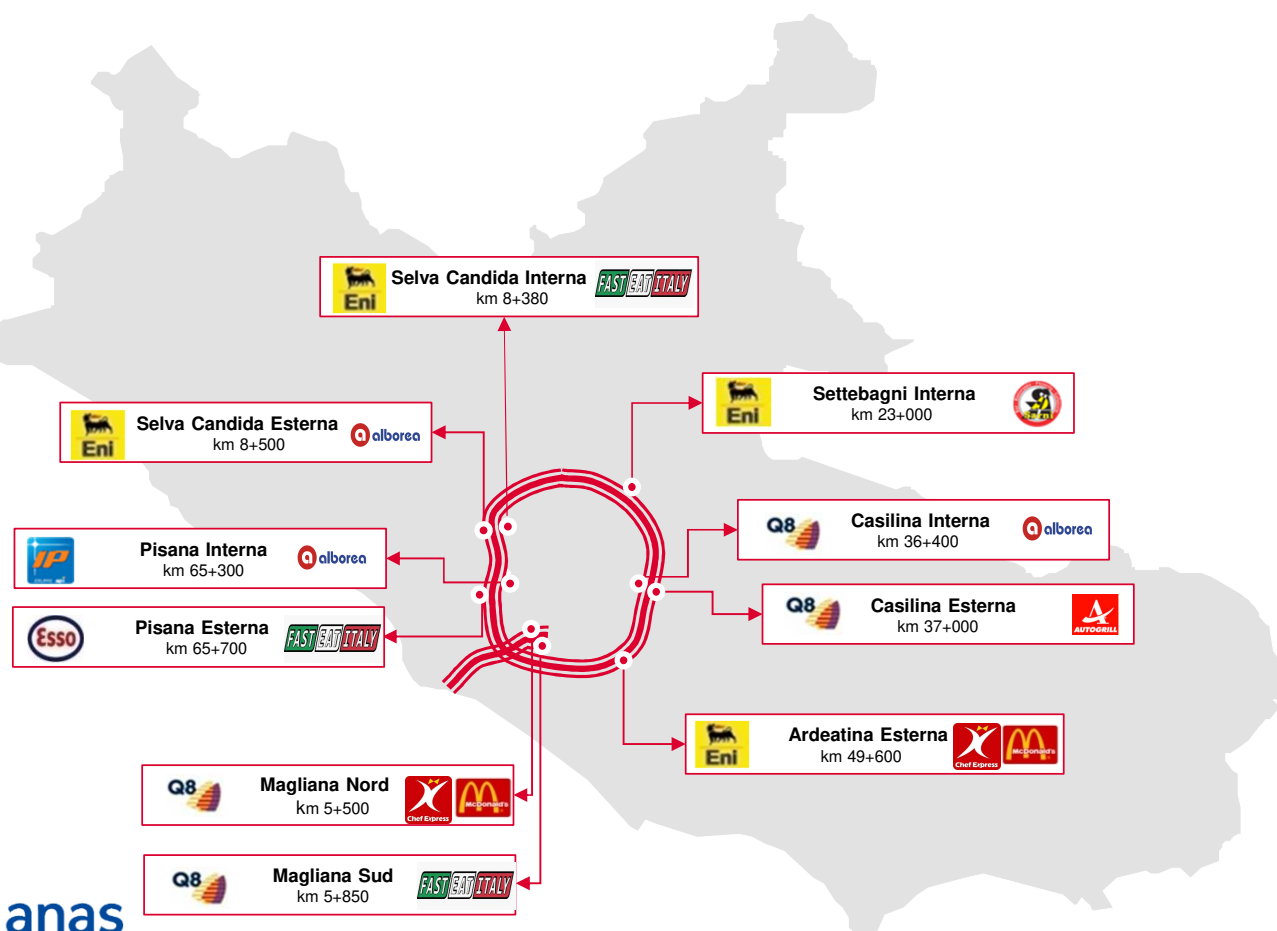 Eni
Selva Candida Interna
km 8+380
FAST EAT ITALY
Eni
Selva Candida Esterna
km 8+500
alborea
Eni
Settebagni Interna
km 23+000
Sarni
IP
Pisana Interna
km 65+300
alborea
Q8
Casilina Interna
km 36+400
alborea
Esso
Pisana Esterna
km 65+700
FAST EAT ITALY
Q8
Casilina Esterna
km 37+000
AUTOGRILL
Eni
Ardeatina Esterna
km 49+600
Chef Express
McDonald's
Q8
Magliana Nord
km 5+500
Chef Express
McDonald's
Q8
Magliana Sud
km 5+850
FAST EAT ITALY
anas